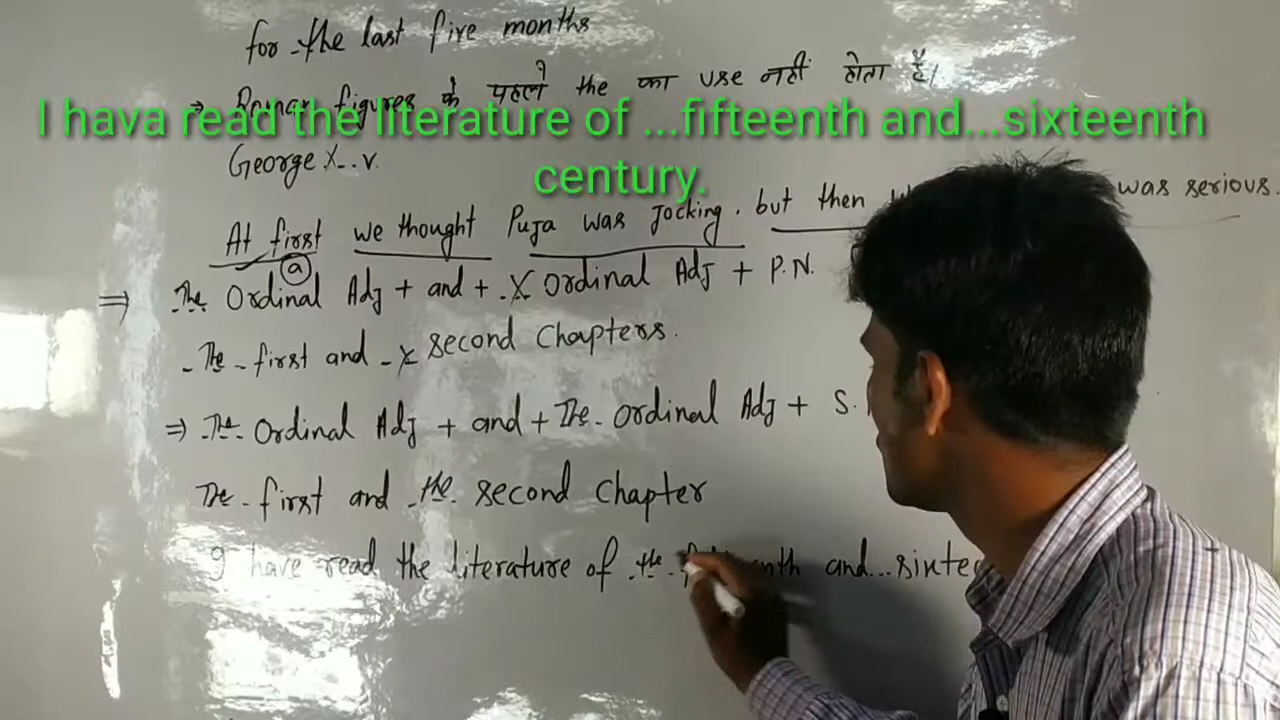 for the last five months
→ Roman figures के पहले the का use नहीं होता है।
I hava read the literature of ...fifteenth and...sixteenth
century.
George X...V.
At first we thought Puja was Jocking. but then was serious.
(a)
⇒ The Ordinal Adj + and + X Ordinal Adj + P.N.
The first and X second Chapters.
⇒ The Ordinal Adj + and + The Ordinal Adj + S.
The first and the second Chapter
I have read the literature of the and...